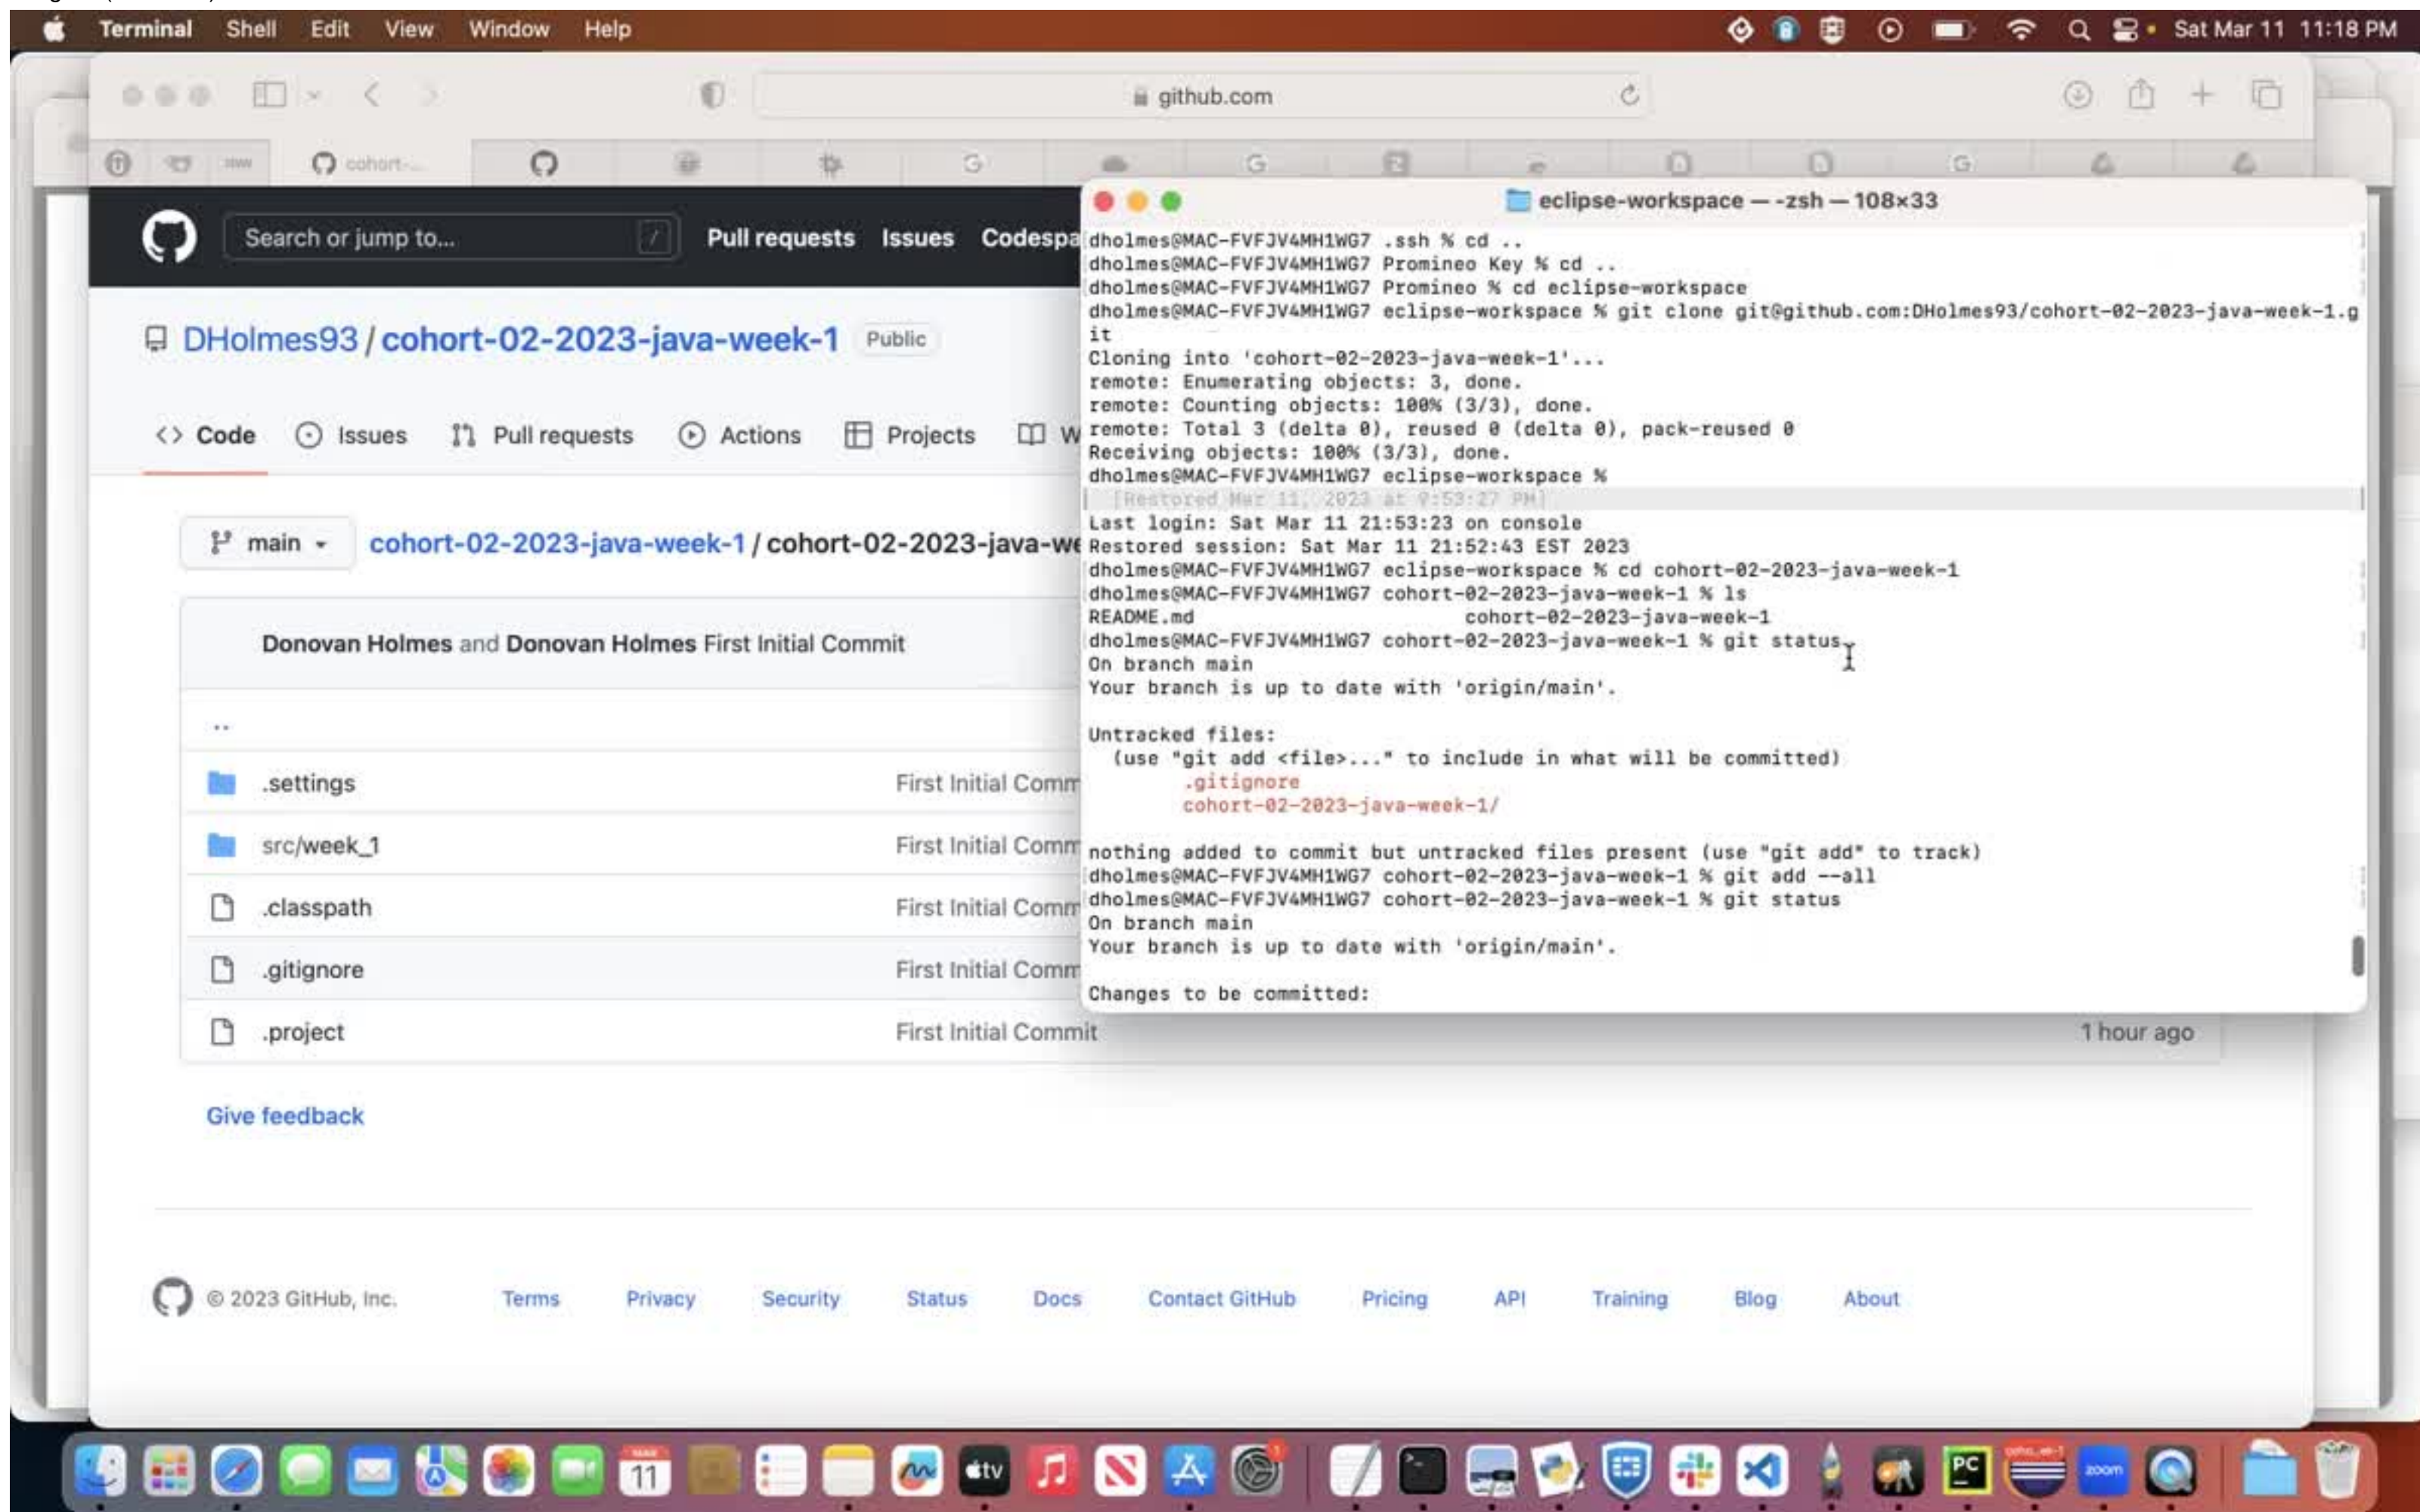 Terminal Shell Edit View Window Help Sat Mar 11 11:18 PM
github.com
cohort-...
Search or jump to... / Pull requests Issues Codespa
DHolmes93 / cohort-02-2023-java-week-1 Public
Code Issues Pull requests Actions Projects W
main cohort-02-2023-java-week-1 / cohort-02-2023-java-we
Donovan Holmes and Donovan Holmes First Initial Commit
..
.settings First Initial Comm
src/week_1 First Initial Comm
.classpath First Initial Comm
.gitignore First Initial Comm
.project First Initial Commit 1 hour ago
Give feedback
© 2023 GitHub, Inc. Terms Privacy Security Status Docs Contact GitHub Pricing API Training Blog About
eclipse-workspace — -zsh — 108×33
dholmes@MAC-FVFJV4MH1WG7 .ssh % cd ..
dholmes@MAC-FVFJV4MH1WG7 Promineo Key % cd ..
dholmes@MAC-FVFJV4MH1WG7 Promineo % cd eclipse-workspace
dholmes@MAC-FVFJV4MH1WG7 eclipse-workspace % git clone git@github.com:DHolmes93/cohort-02-2023-java-week-1.g
it
Cloning into 'cohort-02-2023-java-week-1'...
remote: Enumerating objects: 3, done.
remote: Counting objects: 100% (3/3), done.
remote: Total 3 (delta 0), reused 0 (delta 0), pack-reused 0
Receiving objects: 100% (3/3), done.
dholmes@MAC-FVFJV4MH1WG7 eclipse-workspace %
[Restored Mar 11, 2023 at 9:53:27 PM]
Last login: Sat Mar 11 21:53:23 on console
Restored session: Sat Mar 11 21:52:43 EST 2023
dholmes@MAC-FVFJV4MH1WG7 eclipse-workspace % cd cohort-02-2023-java-week-1
dholmes@MAC-FVFJV4MH1WG7 cohort-02-2023-java-week-1 % ls
README.md cohort-02-2023-java-week-1
dholmes@MAC-FVFJV4MH1WG7 cohort-02-2023-java-week-1 % git status
On branch main
Your branch is up to date with 'origin/main'.
Untracked files:
(use "git add <file>..." to include in what will be committed)
.gitignore
cohort-02-2023-java-week-1/
nothing added to commit but untracked files present (use "git add" to track)
dholmes@MAC-FVFJV4MH1WG7 cohort-02-2023-java-week-1 % git add --all
dholmes@MAC-FVFJV4MH1WG7 cohort-02-2023-java-week-1 % git status
On branch main
Your branch is up to date with 'origin/main'.
Changes to be committed:
MAR
11
tv
PC
zoom